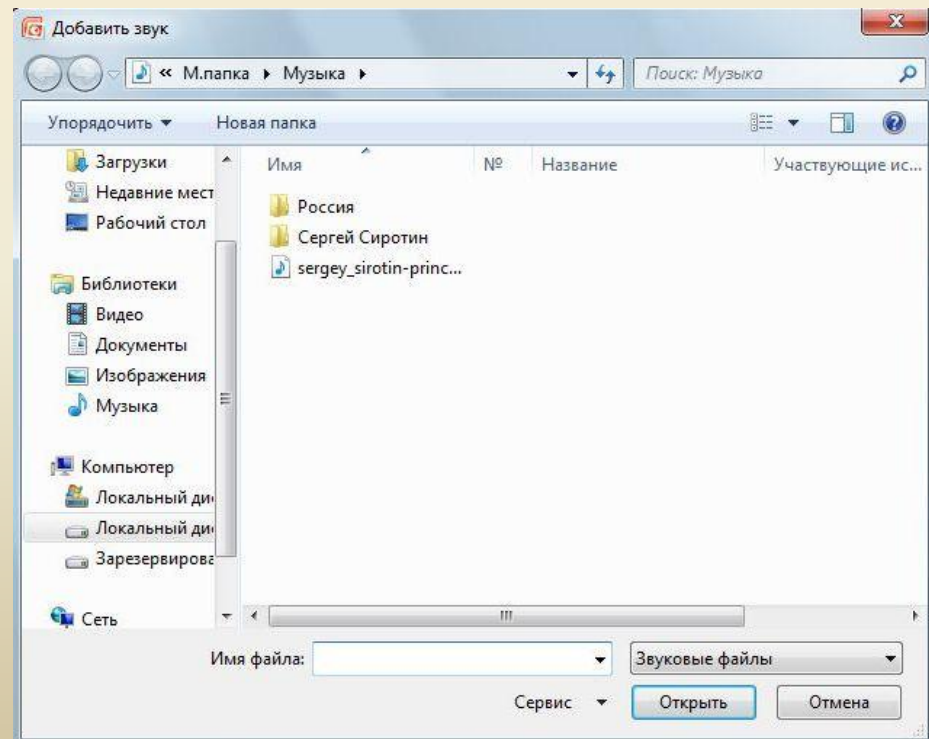 Добавить звук
« М.папка ▸ Музыка ▸
Поиск: Музыка
Упорядочить Новая папка
Загрузки
Недавние мест
Рабочий стол
Библиотеки
Видео
Документы
Изображения
Музыка
Компьютер
Локальный ди
Локальный ди
Зарезервирова
Сеть
Имя № Название Участвующие ис...
Россия
Сергей Сиротин
sergey_sirotin-princ...
Имя файла:
Звуковые файлы
Сервис Открыть Отмена